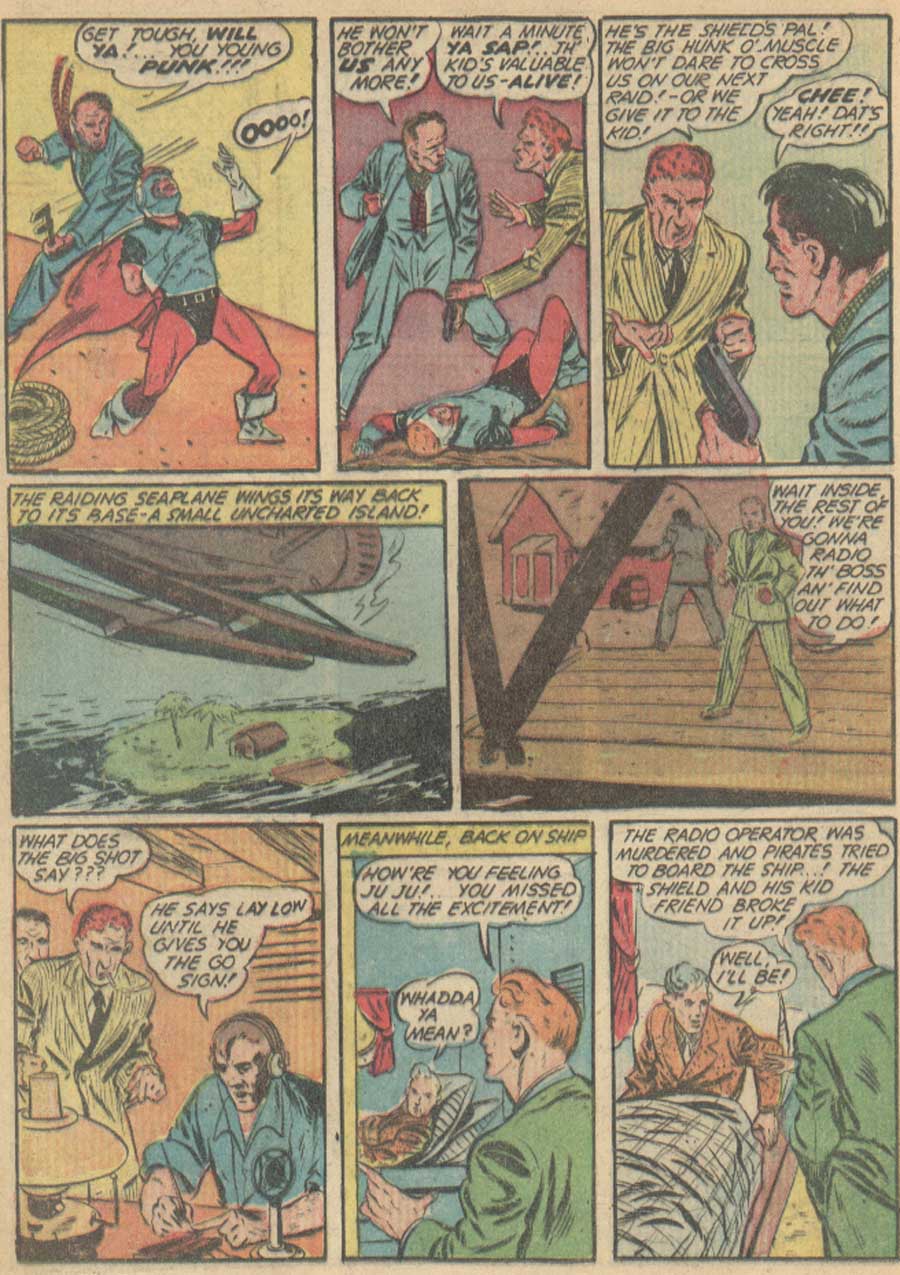 GET TOUGH, WILL
YA!.... YOU YOUNG
PUNK!!!
OOOO!
HE WON'T
BOTHER
US ANY
MORE!
WAIT A MINUTE,
YA SAP!.. TH'
KID'S VALUABLE
TO US-ALIVE!
HE'S THE SHIELD'S PAL!
THE BIG HUNK O'MUSCLE
WON'T DARE TO CROSS
US ON OUR NEXT
RAID!-OR WE
GIVE IT TO THE
KID!
CHEE!
YEAH! DAT'S
RIGHT!!
THE RAIDING SEAPLANE WINGS ITS WAY BACK
TO ITS BASE-A SMALL UNCHARTED ISLAND!
WAIT INSIDE,
THE REST OF
YOU! WE'RE
GONNA
RADIO
TH' BOSS
AN' FIND
OUT WHAT
TO DO!
WHAT DOES
THE BIG SHOT
SAY???
HE SAYS LAY LOW
UNTIL HE
GIVES YOU
THE GO
SIGN!
MEANWHILE, BACK ON SHIP
HOW'RE YOU FEELING
JU JU!.. YOU MISSED
ALL THE EXCITEMENT!
WHADDA
YA
MEAN?
THE RADIO OPERATOR WAS
MURDERED AND PIRATES TRIED
TO BOARD THE SHIP..! THE
SHIELD AND HIS KID
FRIEND BROKE
IT UP!
WELL,
I'LL BE!